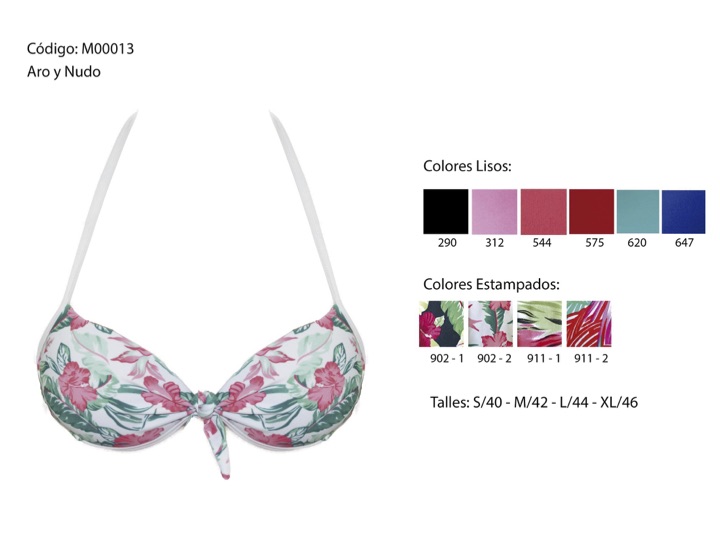 Código: M00013
Aro y Nudo
Colores Lisos:
290 312 544 575 620 647
Colores Estampados:
902 - 1 902 - 2 911 - 1 911 - 2
Talles: S/40 - M/42 - L/44 - XL/46